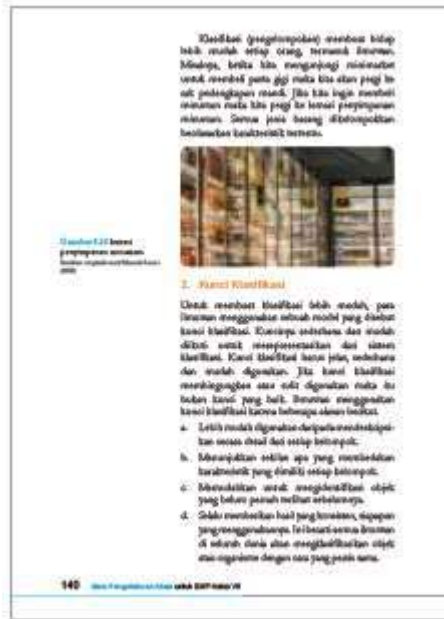 Klasifikasi (pengelompokan) membuat hidup
lebih mudah setiap orang, termasuk ilmuwan.
Misalnya, ketika kita mengunjungi minimarket
untuk membeli pasta gigi maka kita akan pergi ke
rak perlengkapan mandi. Jika kita ingin membeli
minuman maka kita pergi ke lemari penyimpanan
minuman. Semua jenis barang dikelompokkan
berdasarkan karakteristik tertentu.
lemari
penyimpanan
2. Kunci Klasifikasi
Untuk membuat klasifikasi lebih mudah, para
ilmuwan menggunakan sebuah model yang disebut
kunci klasifikasi. Kuncinya sederhana dan mudah
diikuti untuk merepresentasikan dari sistem
klasifikasi. Kunci klasifikasi harus jelas, sederhana
dan mudah digunakan. Jika kunci klasifikasi
membingungkan atau sulit digunakan maka itu
bukan kunci yang baik. Ilmuwan menggunakan
kunci klasifikasi karena beberapa alasan berikut.
a. Lebih mudah digunakan daripada mendeskripsi-
kan secara detail dari setiap kelompok.
b. Menunjukkan sekilas apa yang membedakan
karakteristik yang dimiliki setiap kelompok.
c. Memudahkan untuk mengidentifikasi objek
yang belum pernah melihat sebelumnya.
d. Selalu memberikan hasil yang konsisten, siapapun
yang menggunakannya. Ini berarti semua ilmuwan
di seluruh dunia akan mengklasifikasikan objek
atau organisme dengan cara yang persis sama.
140 Ilmu Pengetahuan Alam untuk SMP Kelas VII